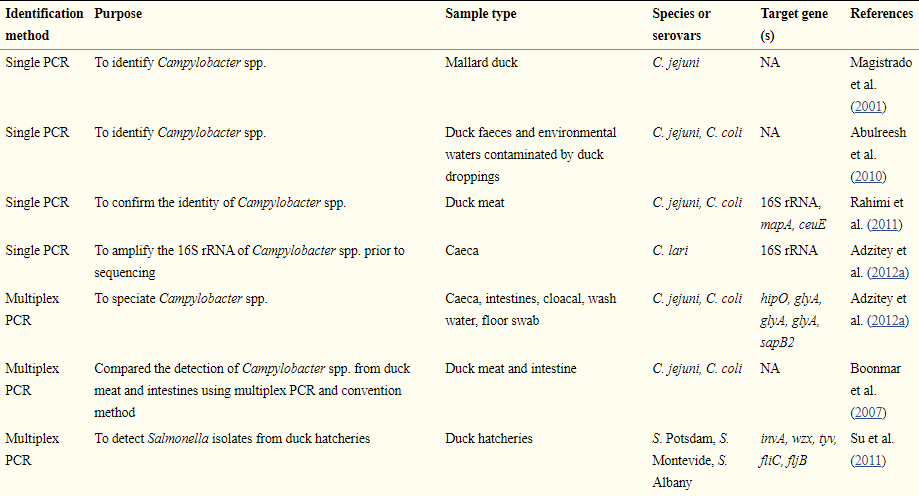 Identification Purpose Sample type Species or Target gene References
method serovars (s)
Single PCR To identify Campylobacter spp. Mallard duck C. jejuni NA Magistrado
et al.
(2001)
Single PCR To identify Campylobacter spp. Duck faeces and environmental C. jejuni, C. coli NA Abulreesh
waters contaminated by duck et al.
droppings (2010)
Single PCR To confirm the identity of Campylobacter spp. Duck meat C. jejuni, C. coli 16S rRNA, Rahimi et
mapA, ceuE al. (2011)
Single PCR To amplify the 16S rRNA of Campylobacter spp. prior to Caeca C. lari 16S rRNA Adzitey et
sequencing al. (2012a)
Multiplex To speciate Campylobacter spp. Caeca, intestines, cloacal, wash C. jejuni, C. coli hipO, glyA, Adzitey et
PCR water, floor swab glyA, glyA, al. (2012a)
sapB2
Multiplex Compared the detection of Campylobacter spp. from duck Duck meat and intestine C. jejuni, C. coli NA Boonmar
PCR meat and intestines using multiplex PCR and convention et al.
method (2007)
Multiplex To detect Salmonella isolates from duck hatcheries Duck hatcheries S. Potsdam, S. invA, wzx, tyv, Su et al.
PCR Montevide, S. fliC, fljB (2011)
Albany